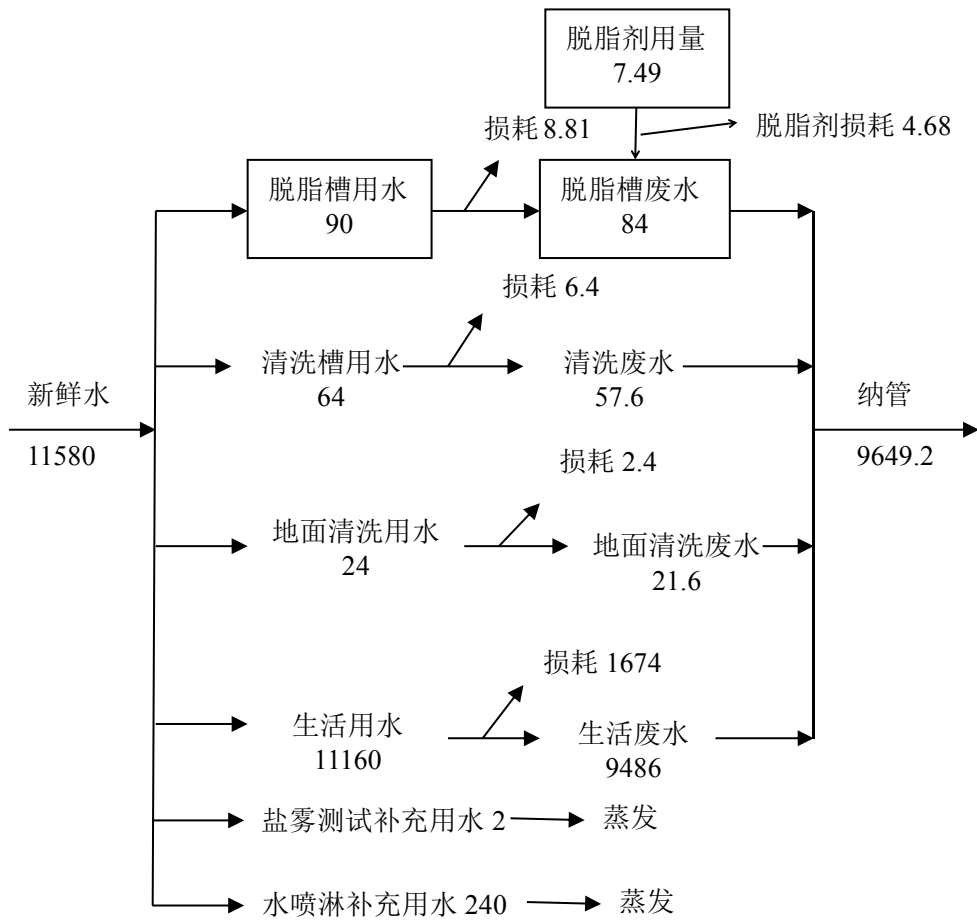 脱脂剂用量
7.49
损耗 8.81
脱脂剂损耗 4.68
脱脂槽用水
90
脱脂槽废水
84
损耗 6.4
清洗槽用水
64
清洗废水
57.6
新鲜水
11580
纳管
9649.2
损耗 2.4
地面清洗用水
24
地面清洗废水
21.6
损耗 1674
生活用水
11160
生活废水
9486
盐雾测试补充用水 2
蒸发
水喷淋补充用水 240
蒸发